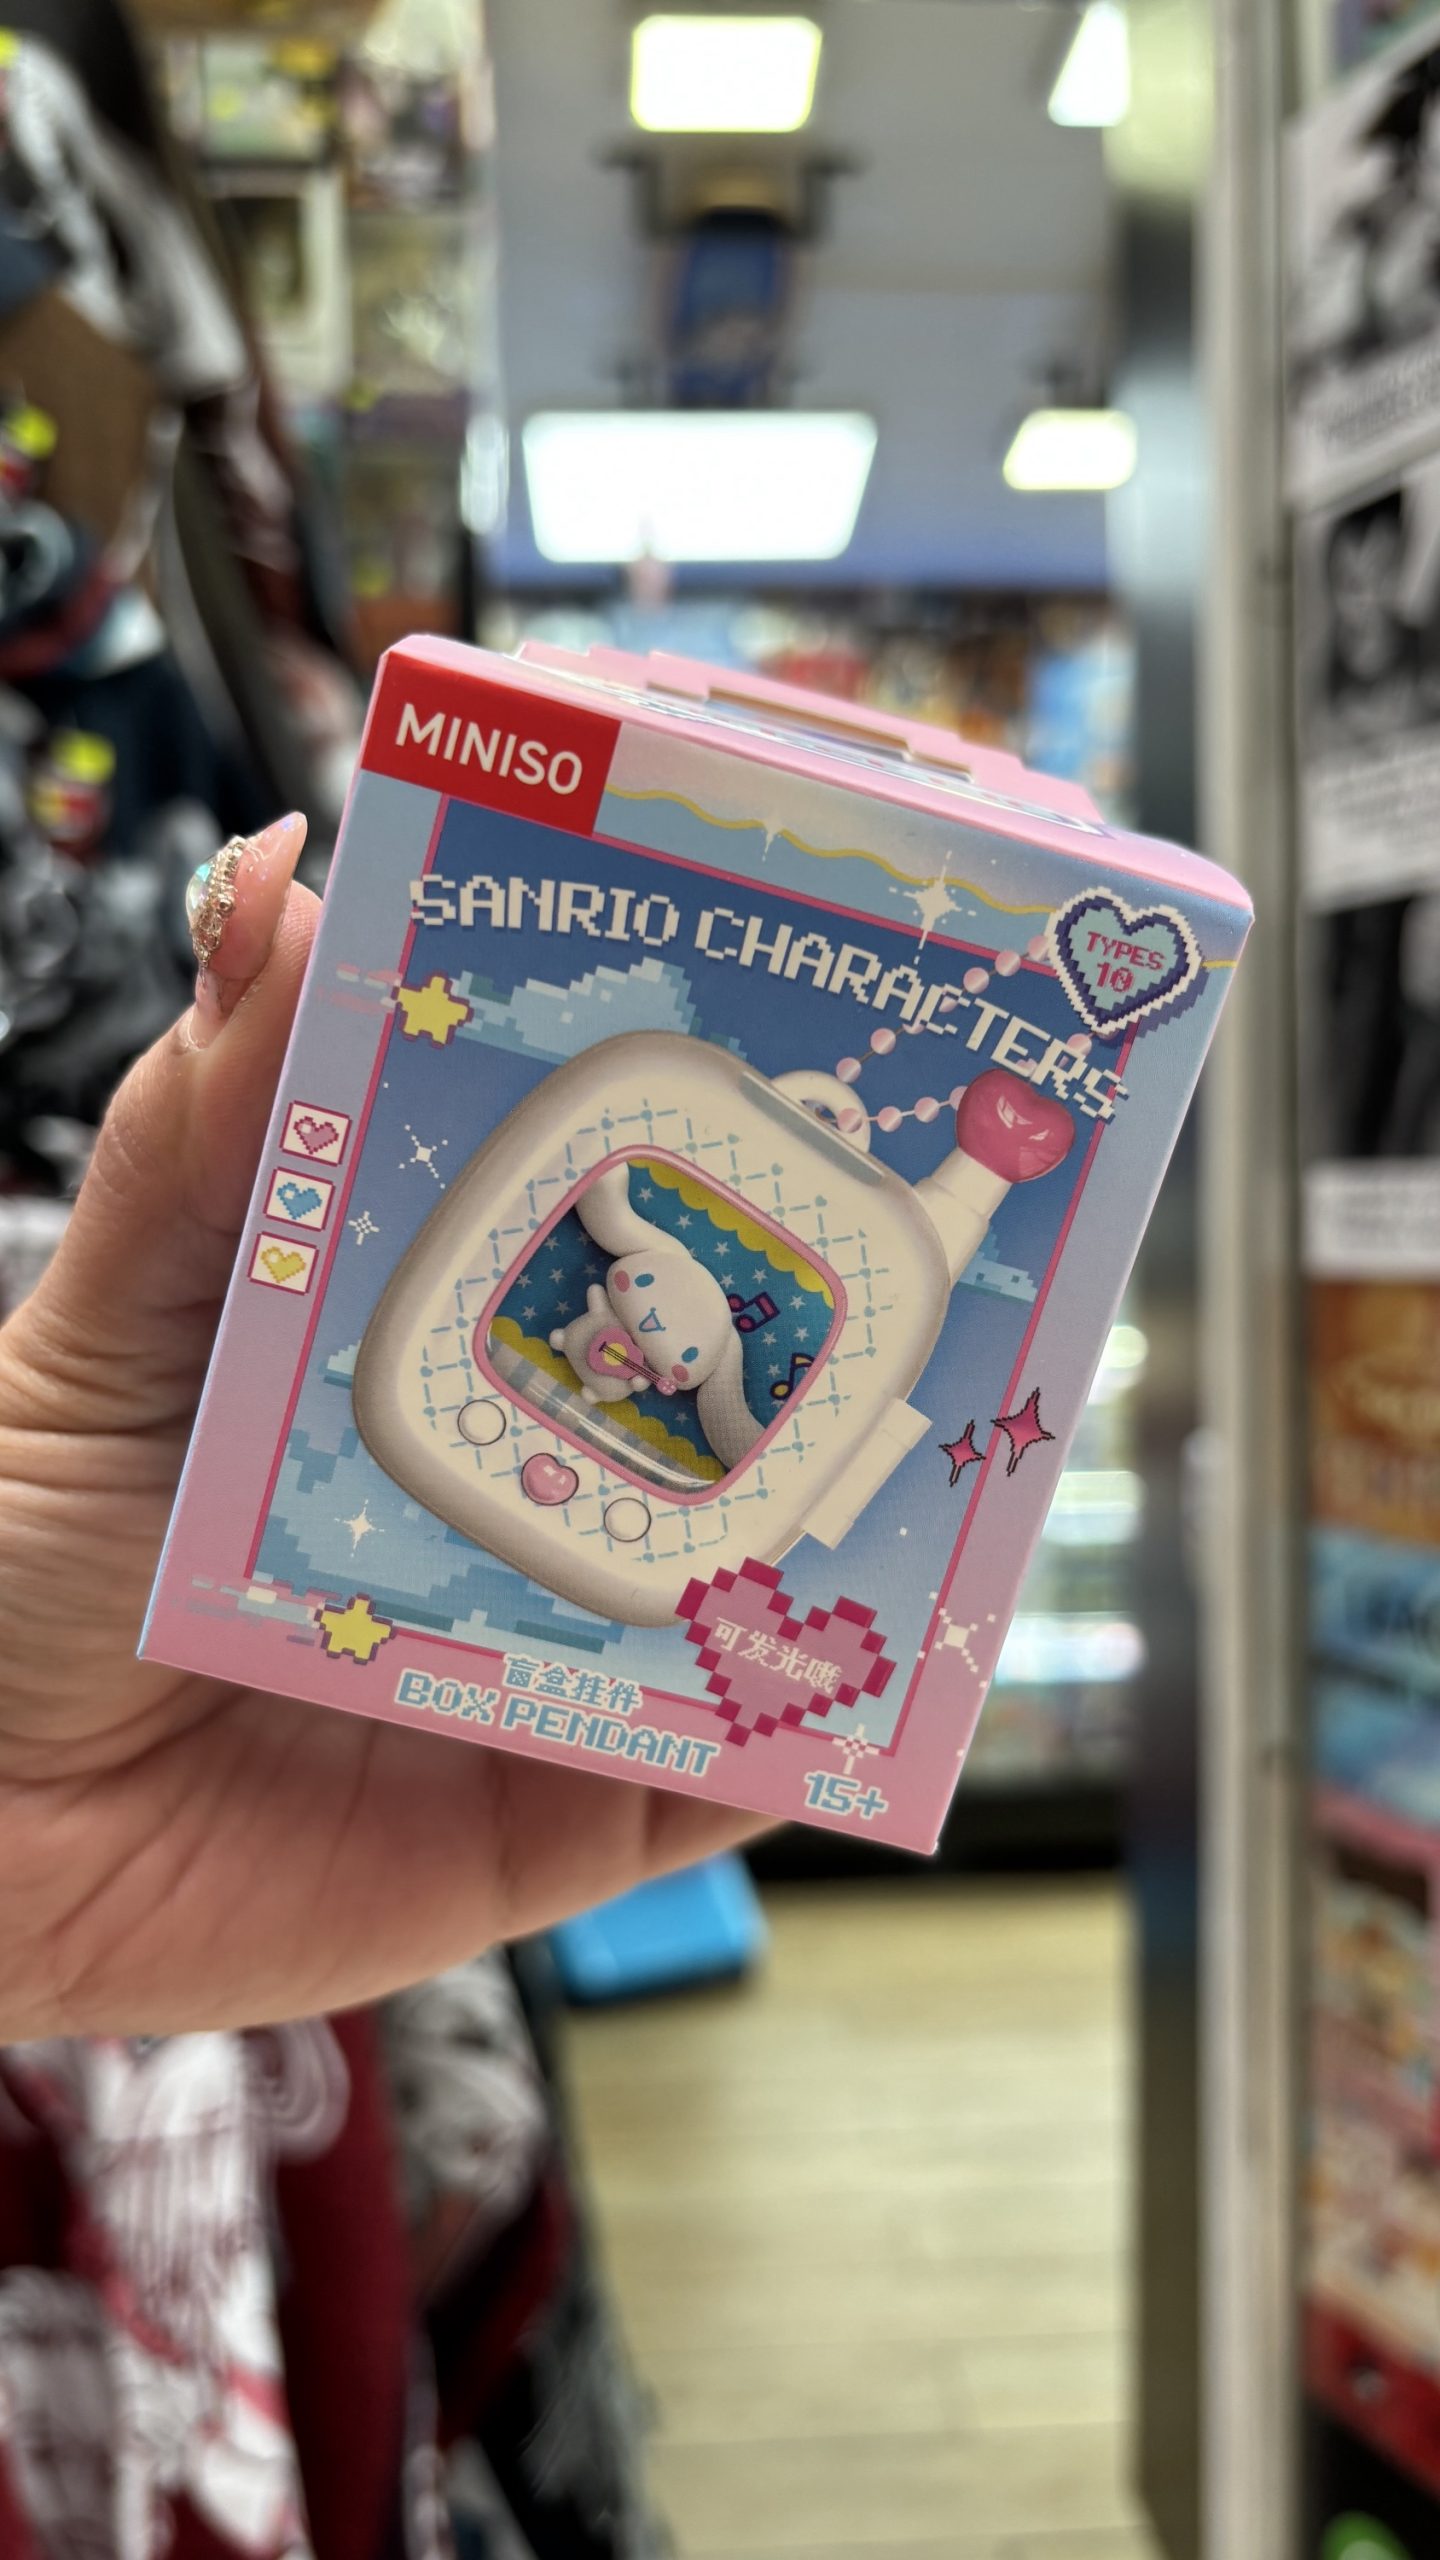 MINISO
SANRIO CHARACTERS
TYPES
10
可发光哦
盲盒挂件
BOX PENDANT
15+